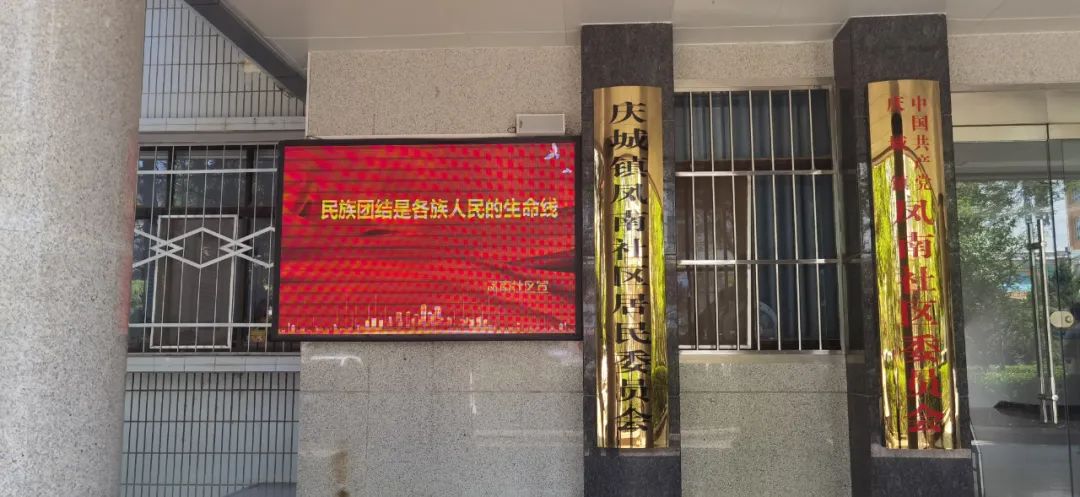 民族团结是各族人民的生命线
凤南社区宣
庆城镇凤南社区居民委员会
中国共产党
庆城镇凤南社区委员会